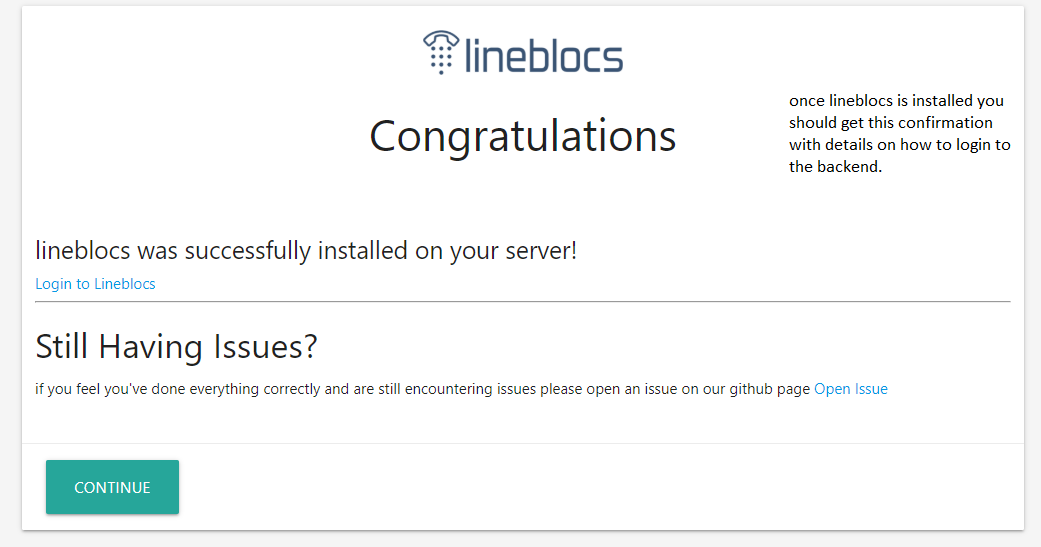 lineblocs
Congratulations
once lineblocs is installed you
should get this confirmation
with details on how to login to
the backend.
lineblocs was successfully installed on your server!
Login to Lineblocs
Still Having Issues?
if you feel you've done everything correctly and are still encountering issues please open an issue on our github page Open Issue
CONTINUE